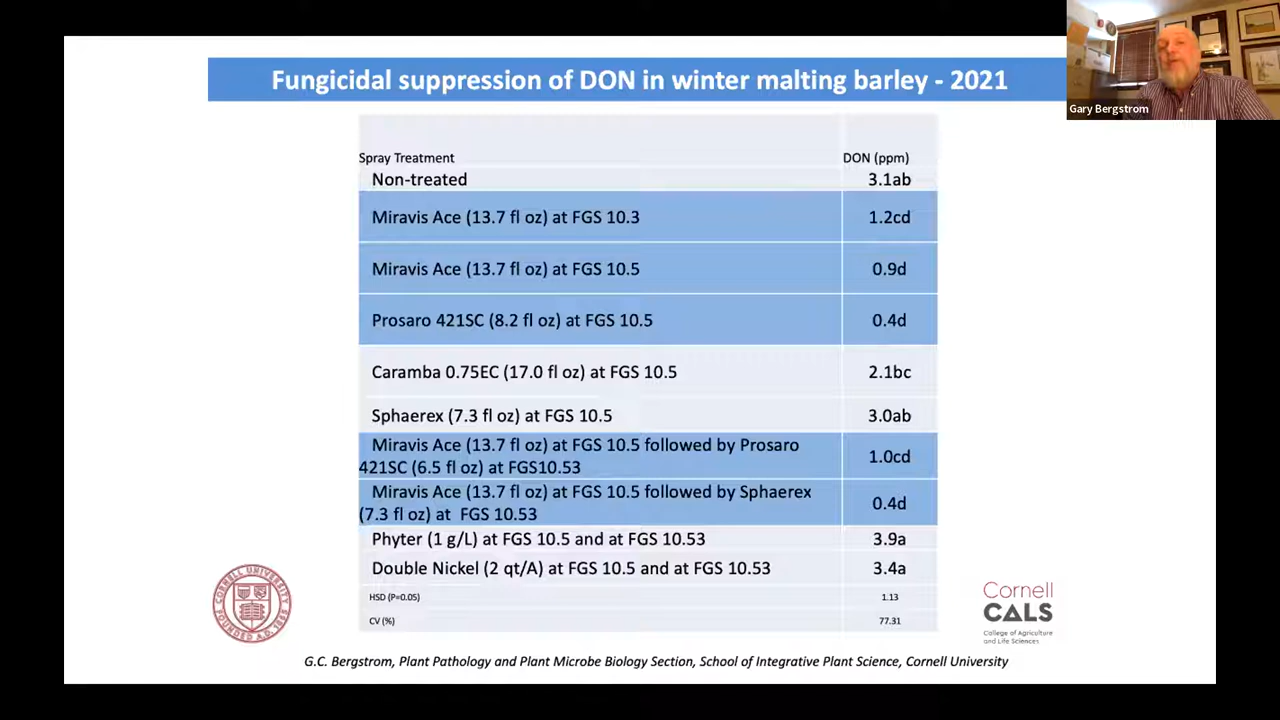 Gary Bergstrom
Fungicidal suppression of DON in winter malting barley - 2021
Spray Treatment DON (ppm)
Non-treated 3.1ab
Miravis Ace (13.7 fl oz) at FGS 10.3 1.2cd
Miravis Ace (13.7 fl oz) at FGS 10.5 0.9d
Prosaro 421SC (8.2 fl oz) at FGS 10.5 0.4d
Caramba 0.75EC (17.0 fl oz) at FGS 10.5 2.1bc
Sphaerex (7.3 fl oz) at FGS 10.5 3.0ab
Miravis Ace (13.7 fl oz) at FGS 10.5 followed by Prosaro
421SC (6.5 fl oz) at FGS10.53 1.0cd
Miravis Ace (13.7 fl oz) at FGS 10.5 followed by Sphaerex
(7.3 fl oz) at FGS 10.53 0.4d
Phyter (1 g/L) at FGS 10.5 and at FGS 10.53 3.9a
Double Nickel (2 qt/A) at FGS 10.5 and at FGS 10.53 3.4a
HSD (P=0.05) 1.13
CV (%) 77.31
CORNELL UNIVERSITY
FOUNDED A.D. 1865
Cornell
CALS
College of Agriculture
and Life Sciences
G.C. Bergstrom, Plant Pathology and Plant Microbe Biology Section, School of Integrative Plant Science, Cornell University